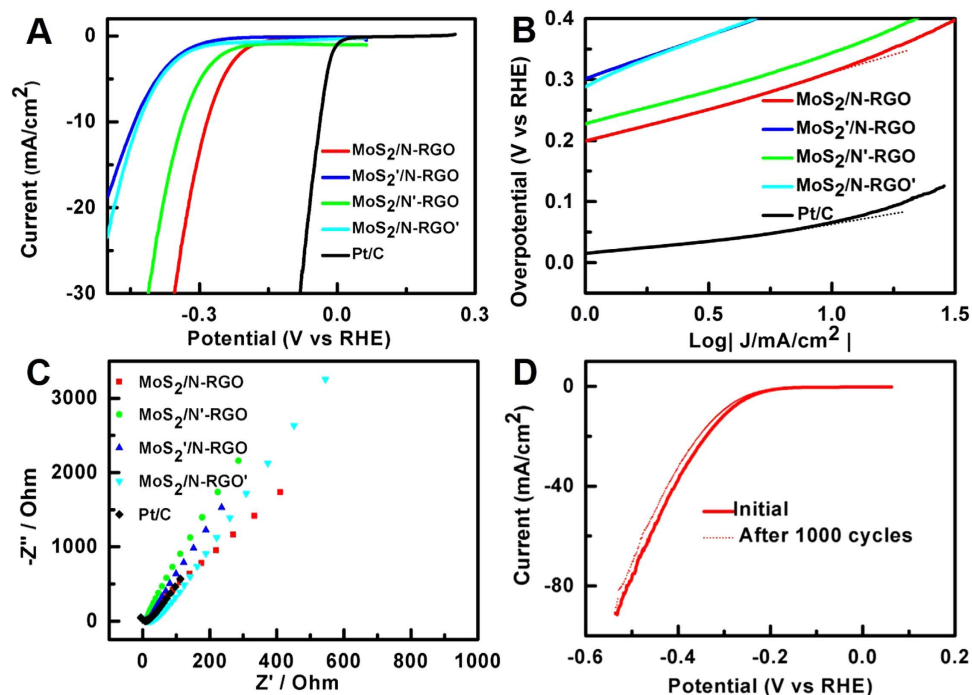 A
0
-10
-20
-30
Current (mA/cm²)
-0.3
0.0
0.3
Potential (V vs RHE)
MoS₂/N-RGO
MoS₂'/N-RGO
MoS₂/N'-RGO
MoS₂/N-RGO'
Pt/C
B
0.4
0.3
0.2
0.1
0.0
Overpotential (V vs RHE)
0.0
0.5
1.0
1.5
Log| J/mA/cm² |
MoS₂/N-RGO
MoS₂'/N-RGO
MoS₂/N'-RGO
MoS₂/N-RGO'
Pt/C
C
3000
2000
1000
0
-Z'' / Ohm
0
200
400
600
800
1000
Z' / Ohm
MoS₂/N-RGO
MoS₂/N'-RGO
MoS₂'/N-RGO
MoS₂/N-RGO'
Pt/C
D
0
-40
-80
Current (mA/cm²)
-0.6
-0.4
-0.2
0.0
0.2
Potential (V vs RHE)
Initial
After 1000 cycles